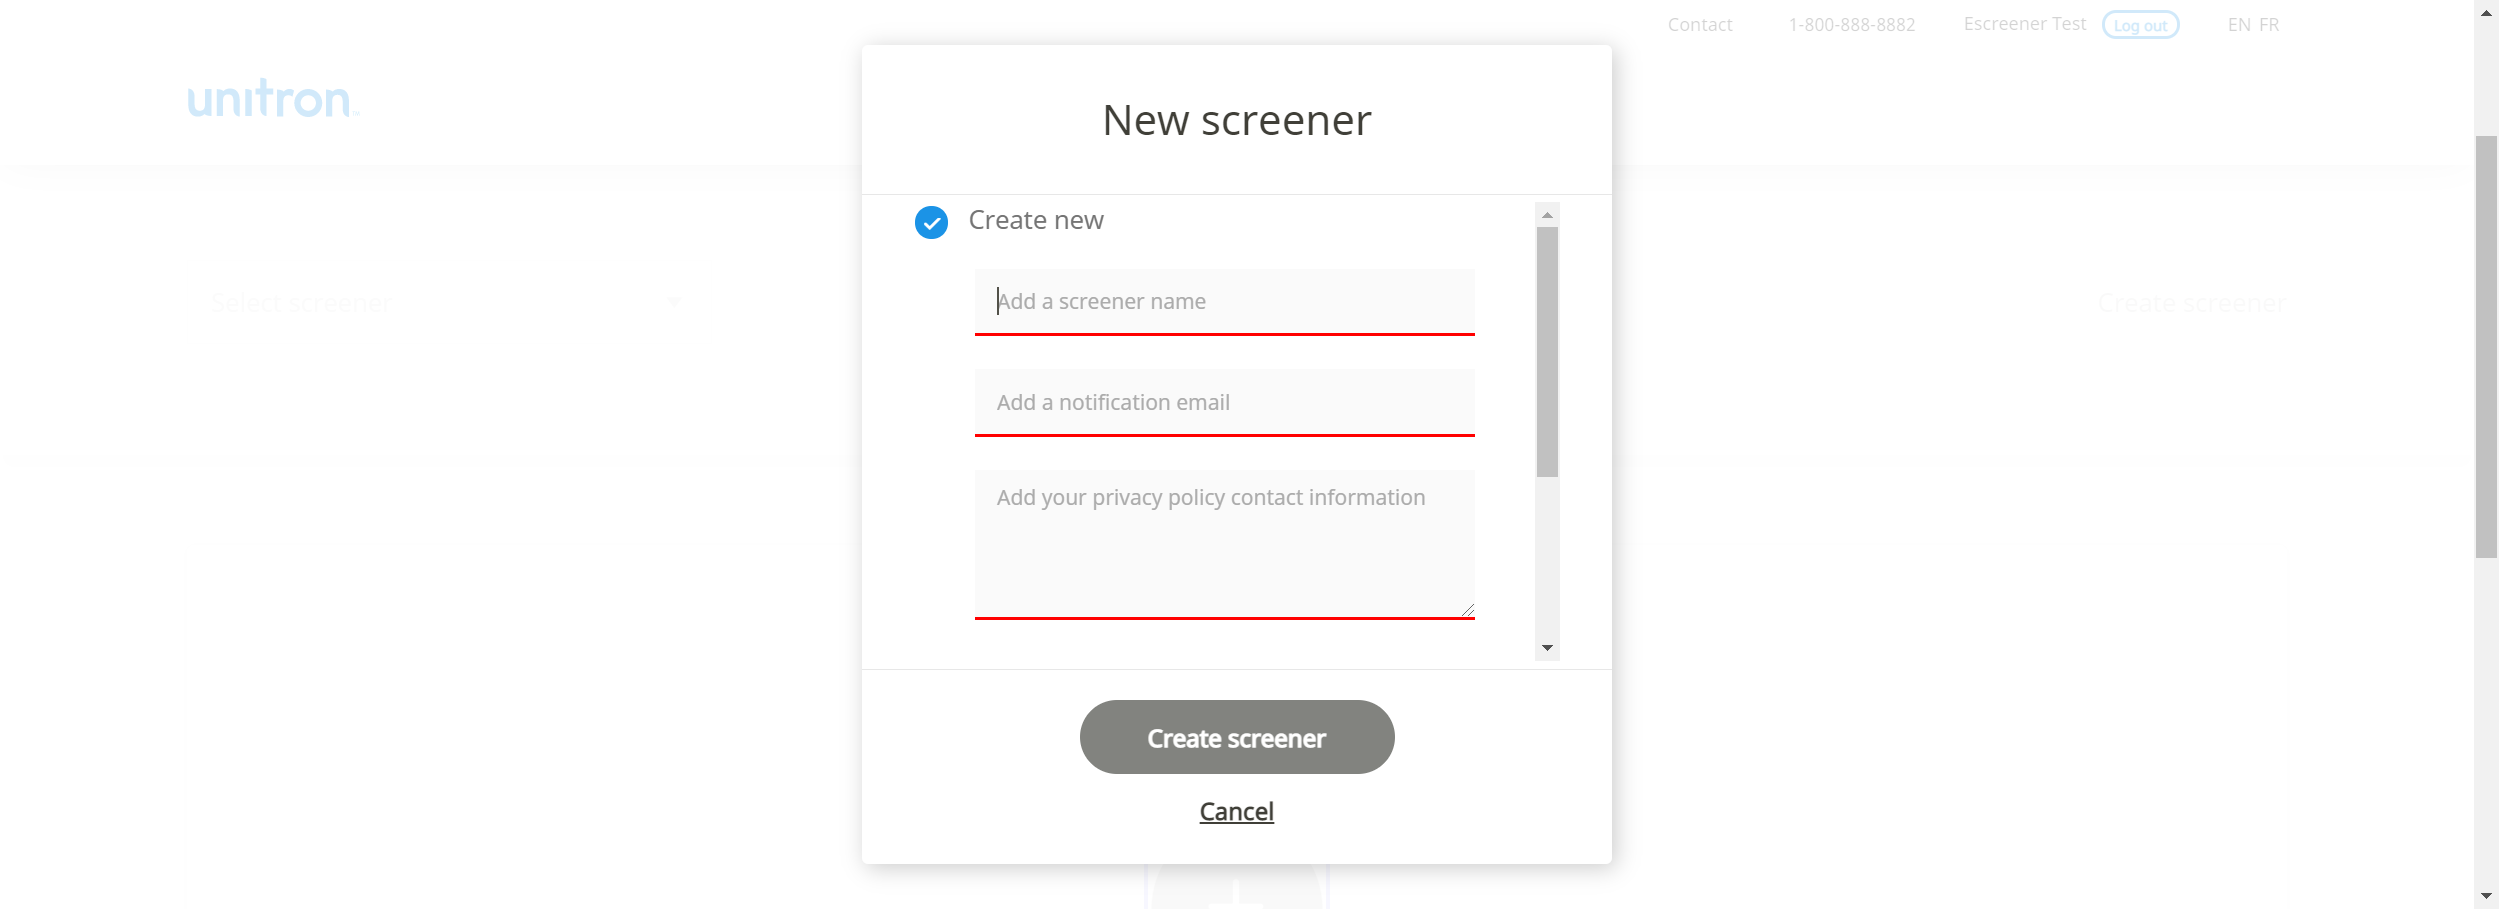 Contact 1-800-888-8882 Escreener Test Log out EN FR
unitron
New screener
Create new
Select screener
Create screener
Add a screener name
Add a notification email
Add your privacy policy contact information
Create screener
Cancel